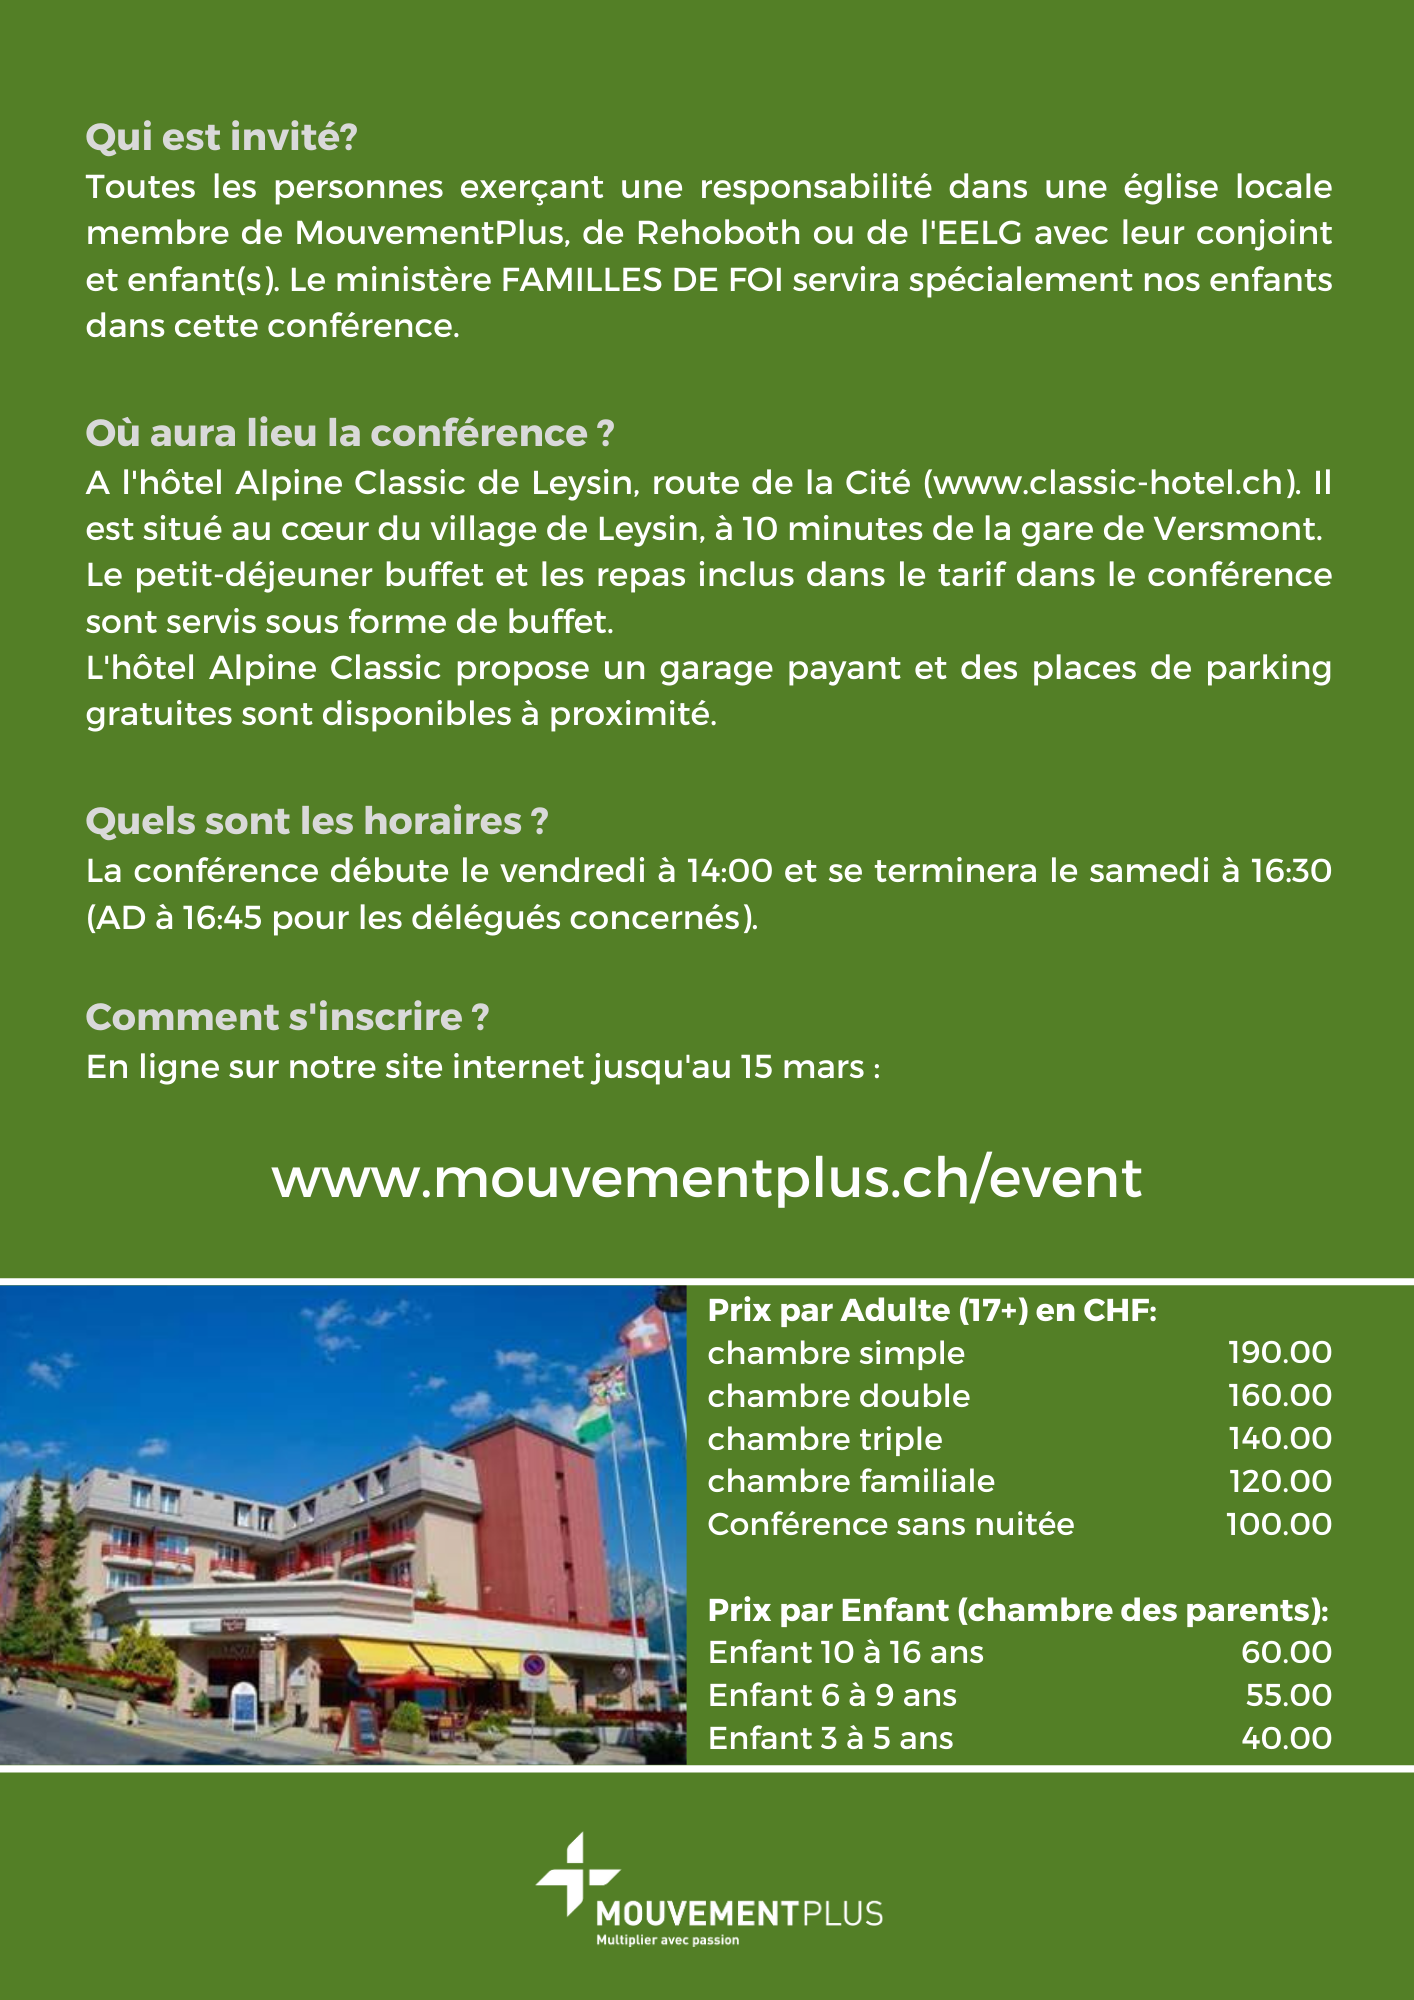 Qui est invité?
Toutes les personnes exerçant une responsabilité dans une église locale
membre de MouvementPlus, de Rehoboth ou de l'EELG avec leur conjoint
et enfant(s). Le ministère FAMILLES DE FOI servira spécialement nos enfants
dans cette conférence.
Où aura lieu la conférence ?
A l'hôtel Alpine Classic de Leysin, route de la Cité (www.classic-hotel.ch). Il
est situé au cœur du village de Leysin, à 10 minutes de la gare de Versmont.
Le petit-déjeuner buffet et les repas inclus dans le tarif dans le conférence
sont servis sous forme de buffet.
L'hôtel Alpine Classic propose un garage payant et des places de parking
gratuites sont disponibles à proximité.
Quels sont les horaires ?
La conférence débute le vendredi à 14:00 et se terminera le samedi à 16:30
(AD à 16:45 pour les délégués concernés).
Comment s'inscrire ?
En ligne sur notre site internet jusqu'au 15 mars :
www.mouvementplus.ch/event
Prix par Adulte (17+) en CHF:
chambre simple 190.00
chambre double 160.00
chambre triple 140.00
chambre familiale 120.00
Conférence sans nuitée 100.00
Prix par Enfant (chambre des parents):
Enfant 10 à 16 ans 60.00
Enfant 6 à 9 ans 55.00
Enfant 3 à 5 ans 40.00
MOUVEMENTPLUS
Multiplier avec passion